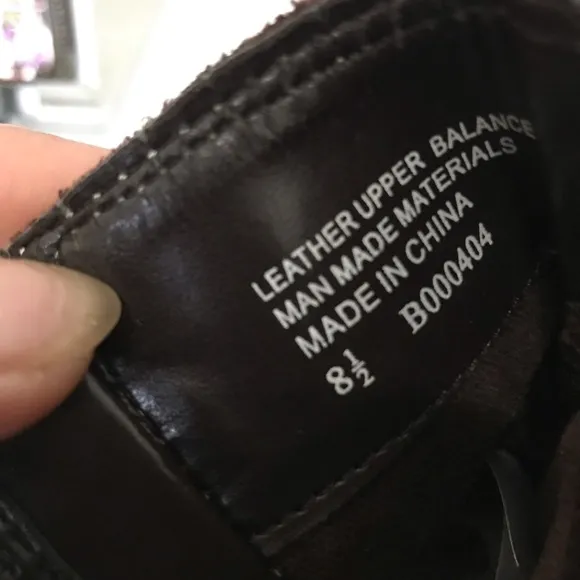 LEATHER UPPER BALANCE
MAN MADE MATERIALS
MADE IN CHINA
8½ B000404